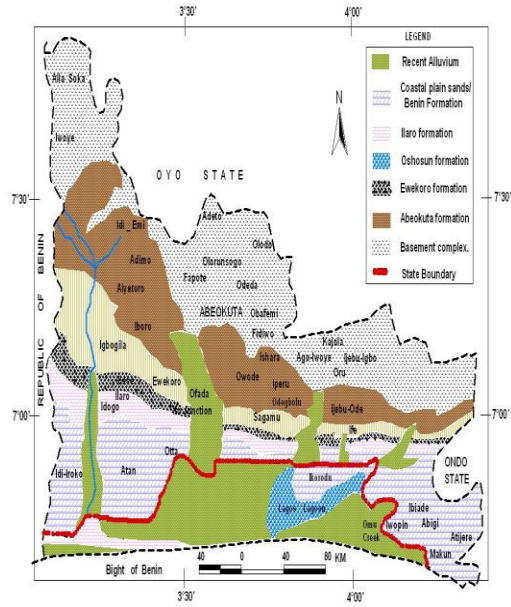 3°30'
4°00'
LEGEND
Recent Alluvium
Coastal plain sands/
Benin Formation
Ilaro formation
Oshosun formation
Ewekoro formation
Abeokuta formation
Basement complex.
State Boundary
N
Alla Soka
Iwoye
OYO STATE
7°30'
7°30'
Adeto
Idi _ Emi
Oloda
Adimo
Olorunsogo
Fapote
Odeda
Aiyetoro
ABEOKUTA
Obafemi
REPUBLIC OF BENIN
Iboro
Fidiwo
Kajola
Igbogila
Ishara
Ago-Iwoye
Ijebu-Igbo
Oru
Ewekoro
Owode
Iperu
Ilaro
Ofada
Odogbolu
Ijebu-Ode
7°00'
7°00'
Idogo
Junction
Sagamu
Ife
Otta
ONDO
STATE
Idi-Iroko
Atan
Ikorodu
Ibiade
Lagos Lagoon
Abigi
Omu
Creek
Iwopin
Atijere
Makun
Bight of Benin
40 0 40 80 KM
3°30'
4°00'